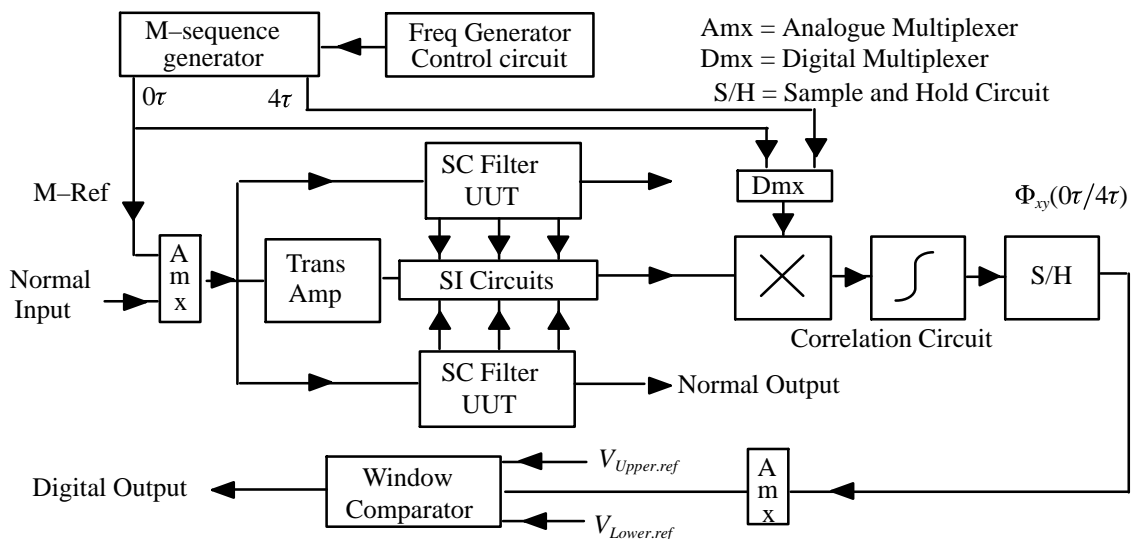 M–sequence
generator
Freq Generator
Control circuit
Amx = Analogue Multiplexer
Dmx = Digital Multiplexer
S/H = Sample and Hold Circuit
0τ
4τ
M–Ref
SC Filter
UUT
Dmx
Φxy(0τ/4τ)
Normal
Input
A
m
x
Trans
Amp
SI Circuits
S/H
Correlation Circuit
SC Filter
UUT
Normal Output
Digital Output
Window
Comparator
VUpper.ref
VLower.ref
A
m
x